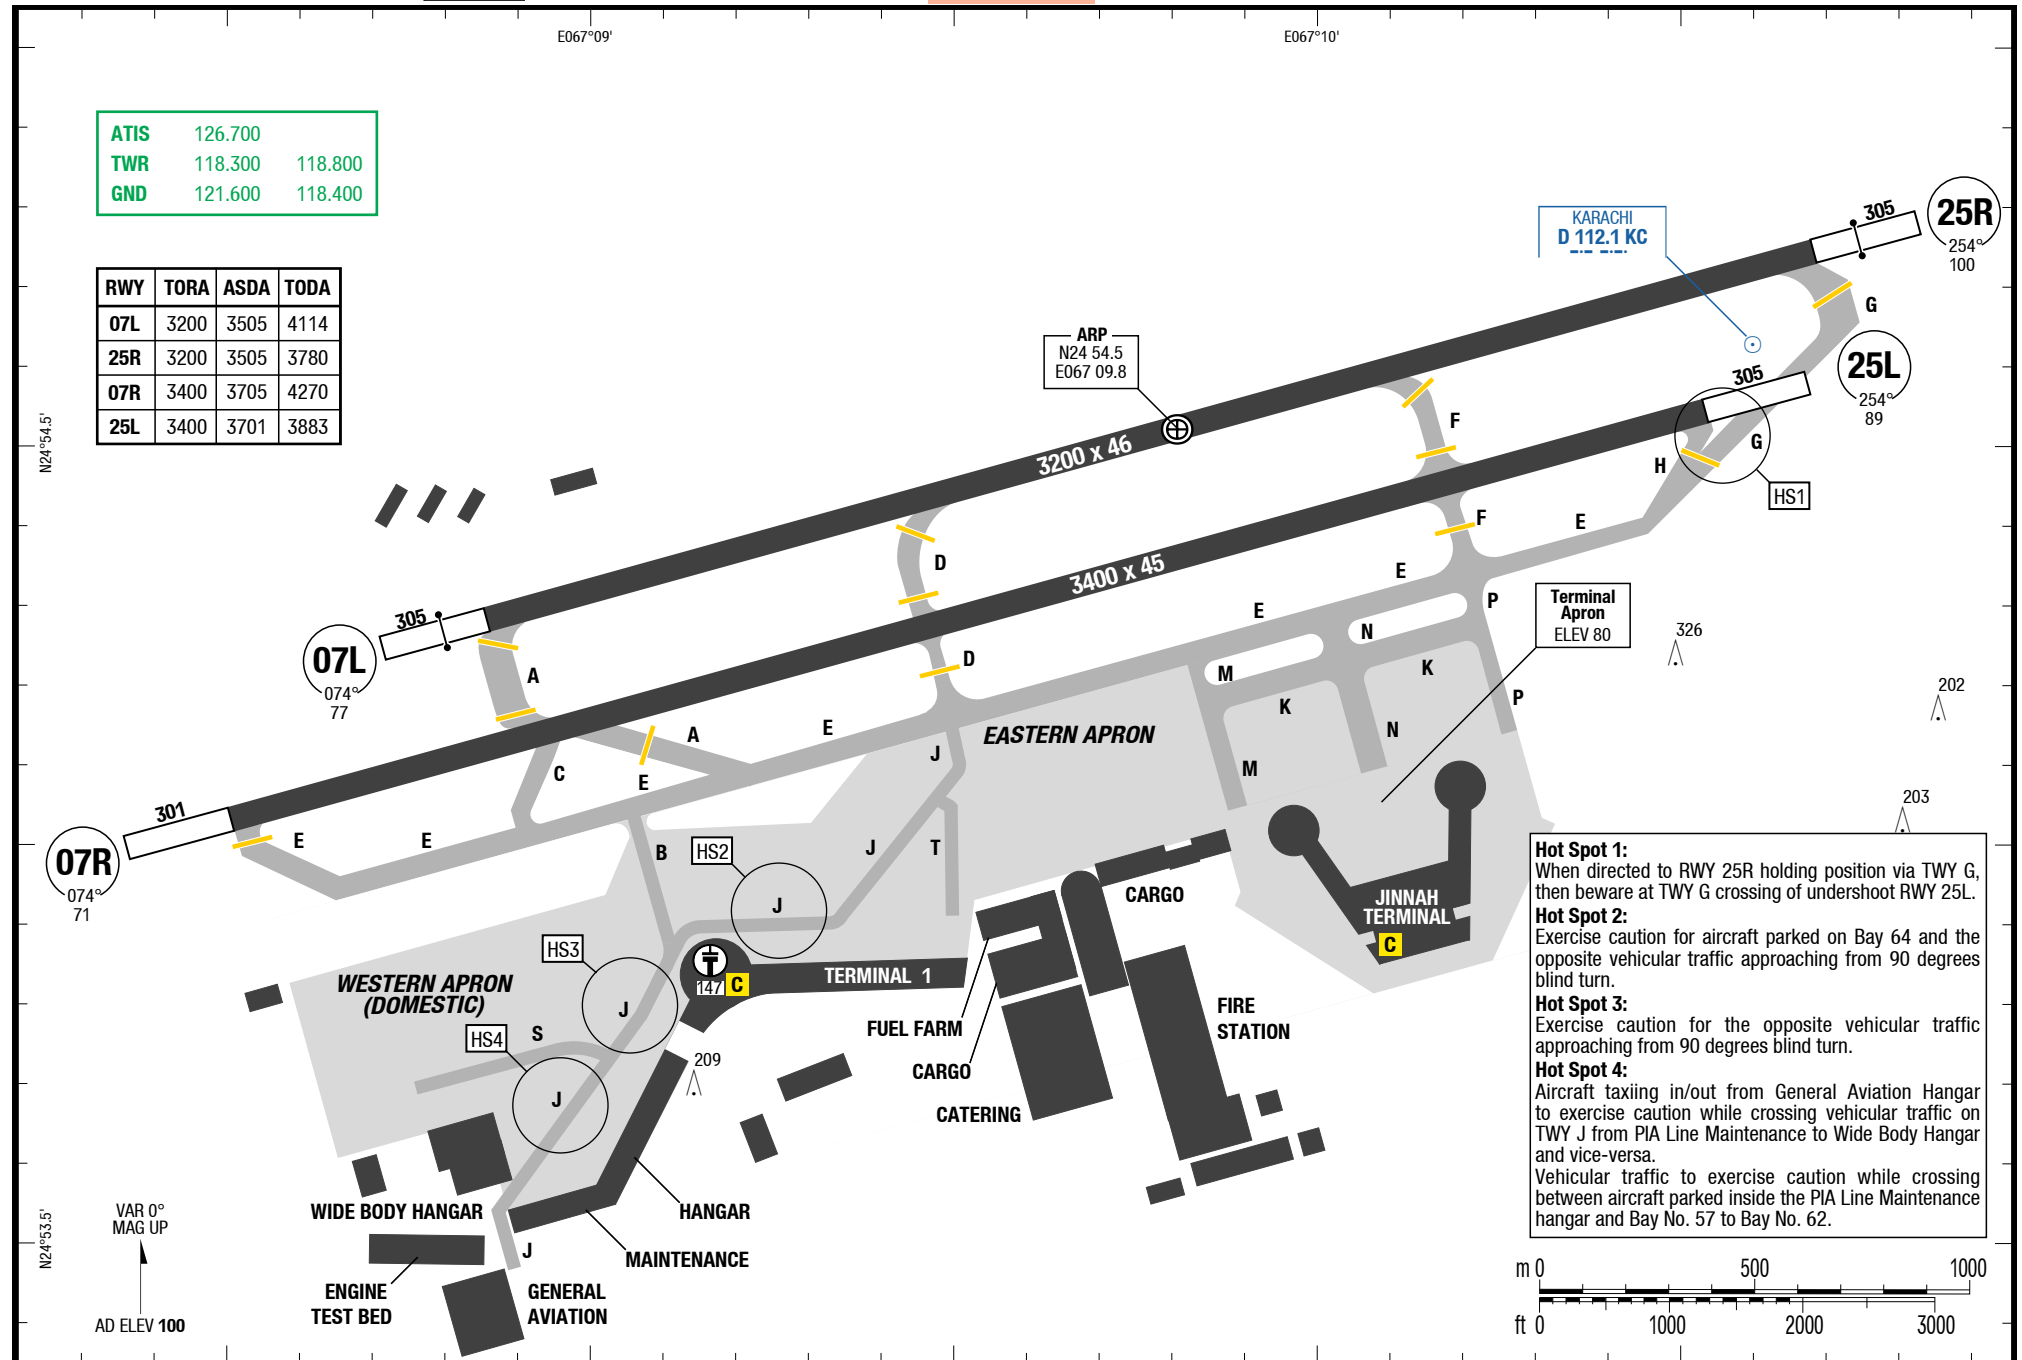 E067°09'
E067°10'
ATIS 126.700
TWR 118.300 118.800
GND 121.600 118.400
RWY TORA ASDA TODA
07L 3200 3505 4114
25R 3200 3505 3780
07R 3400 3705 4270
25L 3400 3701 3883
KARACHI
D 112.1 KC
305
25R
254°
100
G
ARP
N24 54.5
E067 09.8
25L
254°
89
305
N24°54.5'
3200 x 46
F
G
H
HS1
F
E
D
3400 x 45
E
E
P
Terminal
Apron
ELEV 80
305
07L
074°
77
A
D
N
M
K
K
P
326
202
A
E
EASTERN APRON
J
N
C
E
M
301
07R
074°
71
E
E
B
HS2
J
T
203
J
CARGO
JINNAH
TERMINAL
C
HS3
WESTERN APRON
(DOMESTIC)
147
C
TERMINAL 1
J
S
HS4
FUEL FARM
FIRE
STATION
209
CARGO
J
CATERING
Hot Spot 1:
When directed to RWY 25R holding position via TWY G,
then beware at TWY G crossing of undershoot RWY 25L.
Hot Spot 2:
Exercise caution for aircraft parked on Bay 64 and the
opposite vehicular traffic approaching from 90 degrees
blind turn.
Hot Spot 3:
Exercise caution for the opposite vehicular traffic
approaching from 90 degrees blind turn.
Hot Spot 4:
Aircraft taxiing in/out from General Aviation Hangar
to exercise caution while crossing vehicular traffic on
TWY J from PIA Line Maintenance to Wide Body Hangar
and vice-versa.
Vehicular traffic to exercise caution while crossing
between aircraft parked inside the PIA Line Maintenance
hangar and Bay No. 57 to Bay No. 62.
WIDE BODY HANGAR
HANGAR
J
MAINTENANCE
N24°53.5'
VAR 0°
MAG UP
AD ELEV 100
ENGINE
TEST BED
GENERAL
AVIATION
m 0 500 1000
ft 0 1000 2000 3000